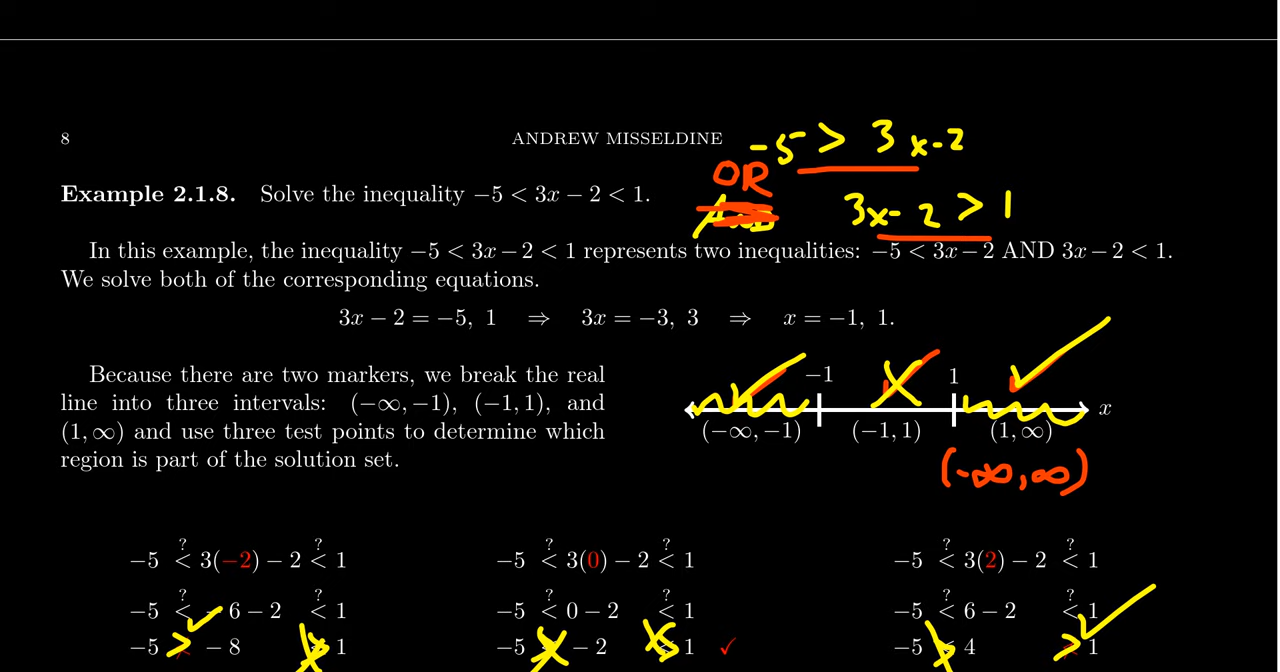 8 ANDREW MISSELDINE -5 > 3x-2
OR
Example 2.1.8. Solve the inequality −5 < 3x − 2 < 1. 3x-2 > 1
In this example, the inequality −5 < 3x − 2 < 1 represents two inequalities: −5 < 3x − 2 AND 3x − 2 < 1.
We solve both of the corresponding equations.
3x − 2 = −5, 1 ⇒ 3x = −3, 3 ⇒ x = −1, 1.
Because there are two markers, we break the real
line into three intervals: (−∞, −1), (−1, 1), and
(1, ∞) and use three test points to determine which
region is part of the solution set.
−1 1
x
(−∞, −1) (−1, 1) (1, ∞)
(-∞, ∞)
−5 ?< 3(−2) − 2 ?< 1 −5 ?< 3(0) − 2 ?< 1 −5 ?< 3(2) − 2 ?< 1
−5 ?< −6 − 2 ?< 1 −5 ?< 0 − 2 ?< 1 −5 ?< 6 − 2 ?< 1
−5 > −8 1 −5 −2 1 ✓ −5 4 > 1